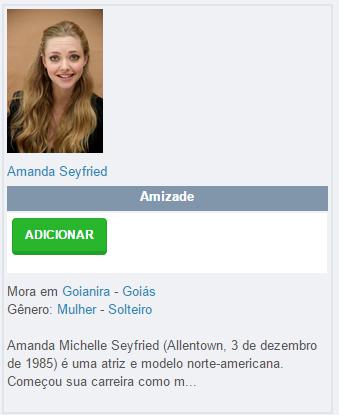 Amanda Seyfried
Amizade
ADICIONAR
Mora em Goianira - Goiás
Gênero: Mulher - Solteiro
Amanda Michelle Seyfried (Allentown, 3 de dezembro
de 1985) é uma atriz e modelo norte-americana.
Começou sua carreira como m...